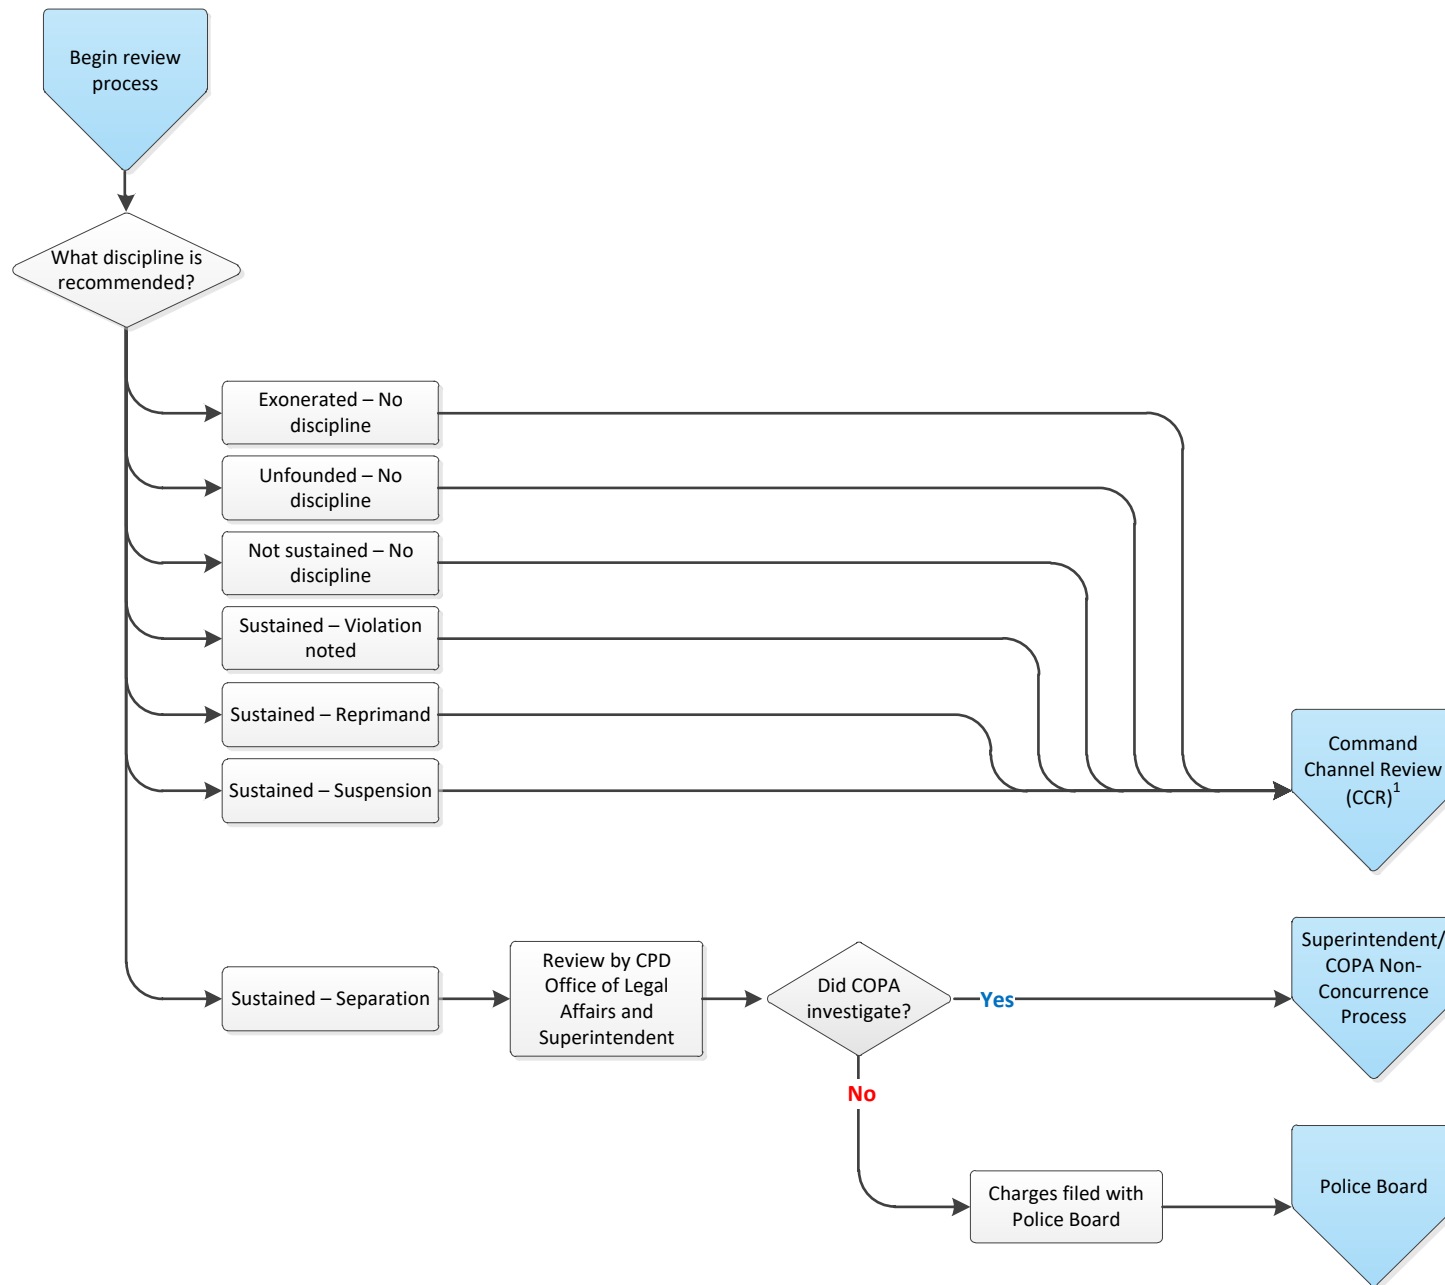 Begin review
process
What discipline is
recommended?
Exonerated – No
discipline
Unfounded – No
discipline
Not sustained – No
discipline
Sustained – Violation
noted
Sustained – Reprimand
Sustained – Suspension
Command
Channel Review
(CCR)1
Sustained – Separation
Review by CPD
Office of Legal
Affairs and
Superintendent
Did COPA
investigate?
Yes
Superintendent/
COPA Non-
Concurrence
Process
No
Charges filed with
Police Board
Police Board